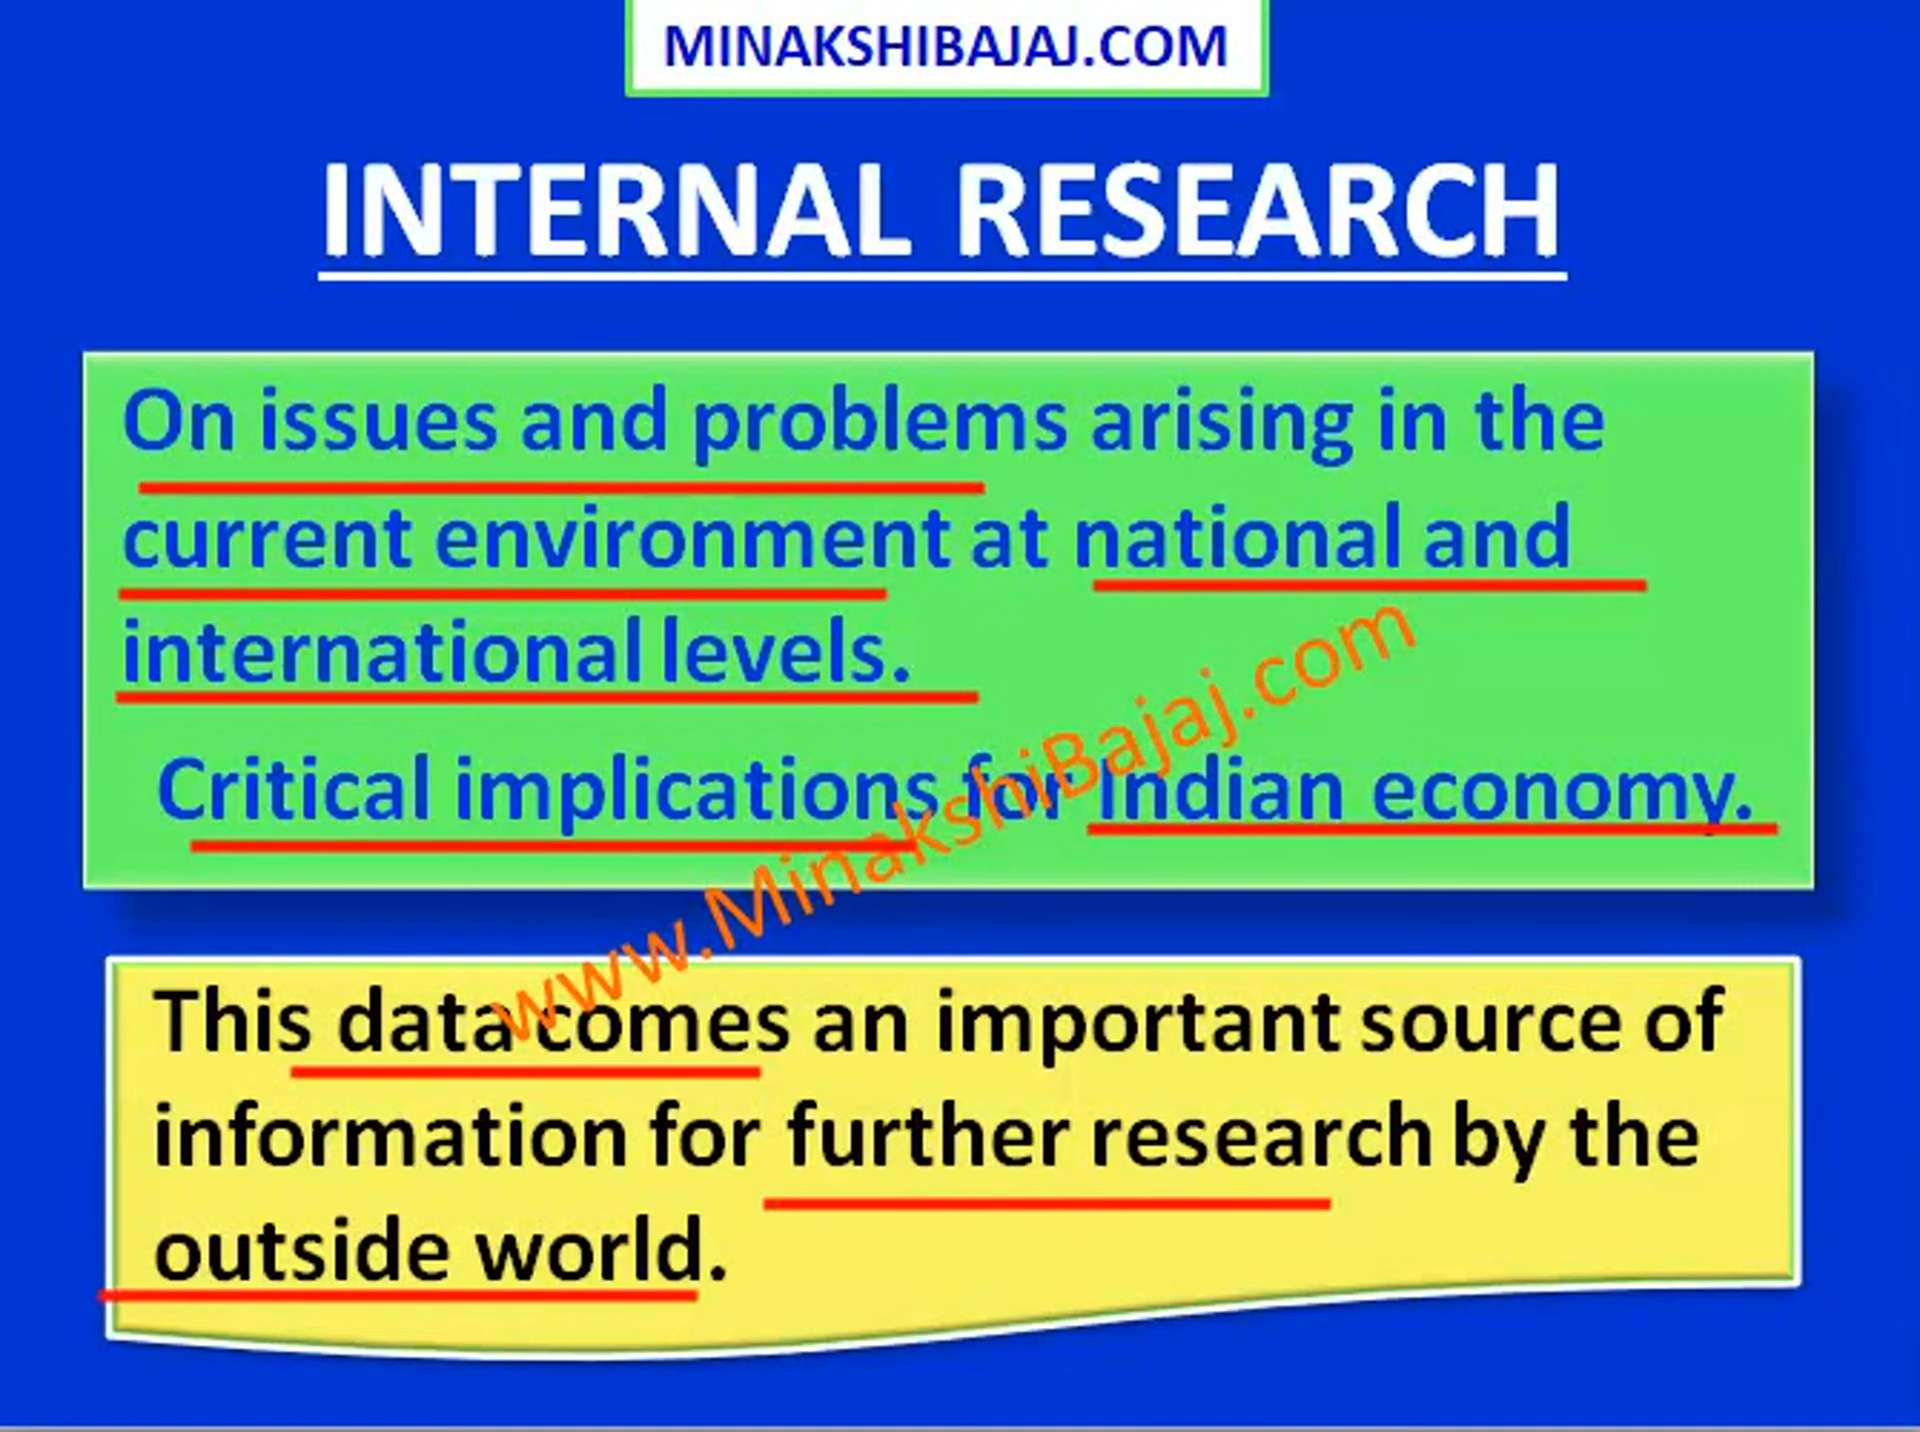 MINAKSHIBAJAJ.COM
INTERNAL RESEARCH
On issues and problems arising in the
current environment at national and
international levels.
Critical implications for Indian economy.
www.MinakshiBajaj.com
This data comes an important source of
information for further research by the
outside world.